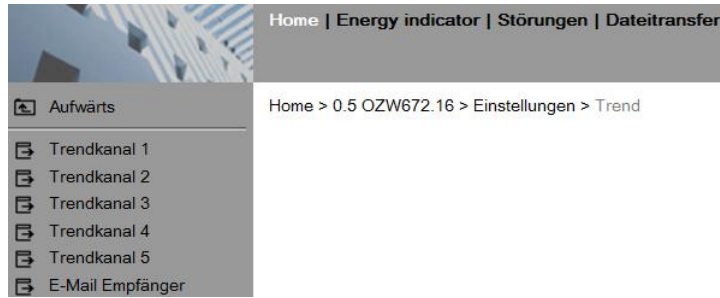 Home | Energy indicator | Störungen | Dateitransfer
Aufwärts
Home > 0.5 OZW672.16 > Einstellungen > Trend
Trendkanal 1
Trendkanal 2
Trendkanal 3
Trendkanal 4
Trendkanal 5
E-Mail Empfänger